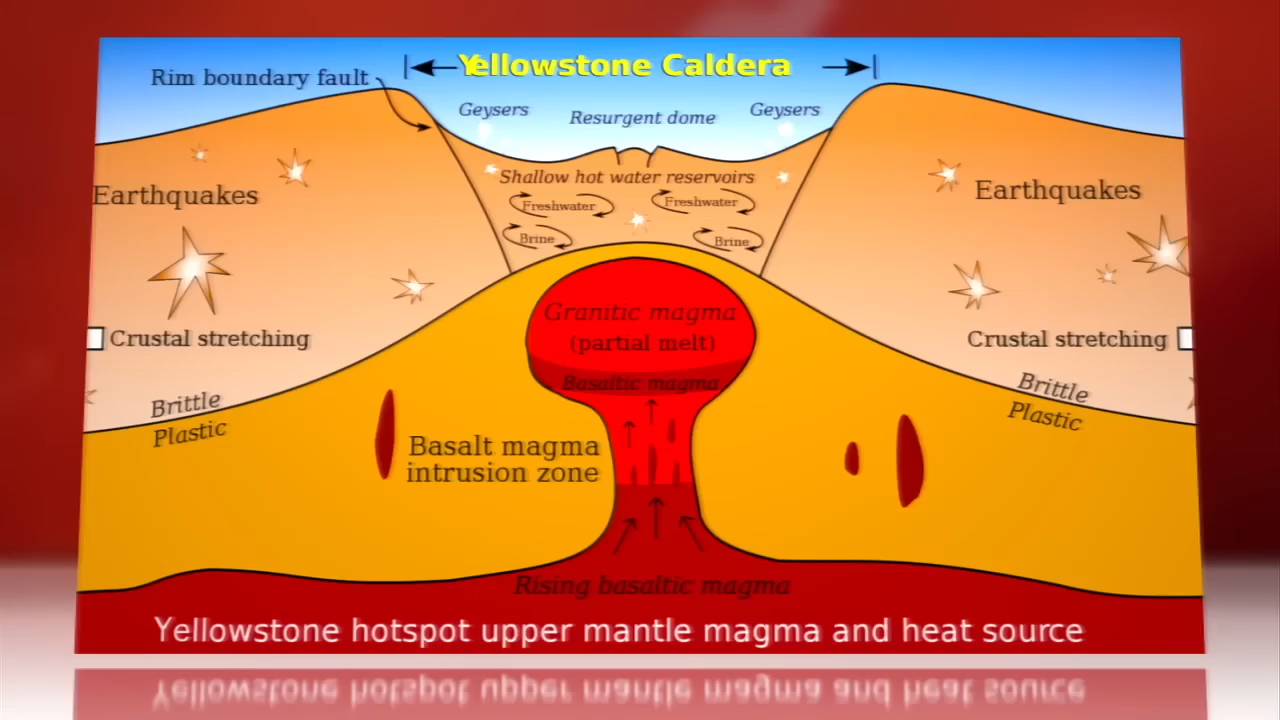 Yellowstone Caldera
Rim boundary fault
Geysers
Resurgent dome
Geysers
Shallow hot water reservoirs
Freshwater
Freshwater
Brine
Brine
Earthquakes
Earthquakes
Granitic magma
(partial melt)
Crustal stretching
Crustal stretching
Basaltic magma
Brittle
Plastic
Brittle
Plastic
Basalt magma
intrusion zone
Rising basaltic magma
Yellowstone hotspot upper mantle magma and heat source